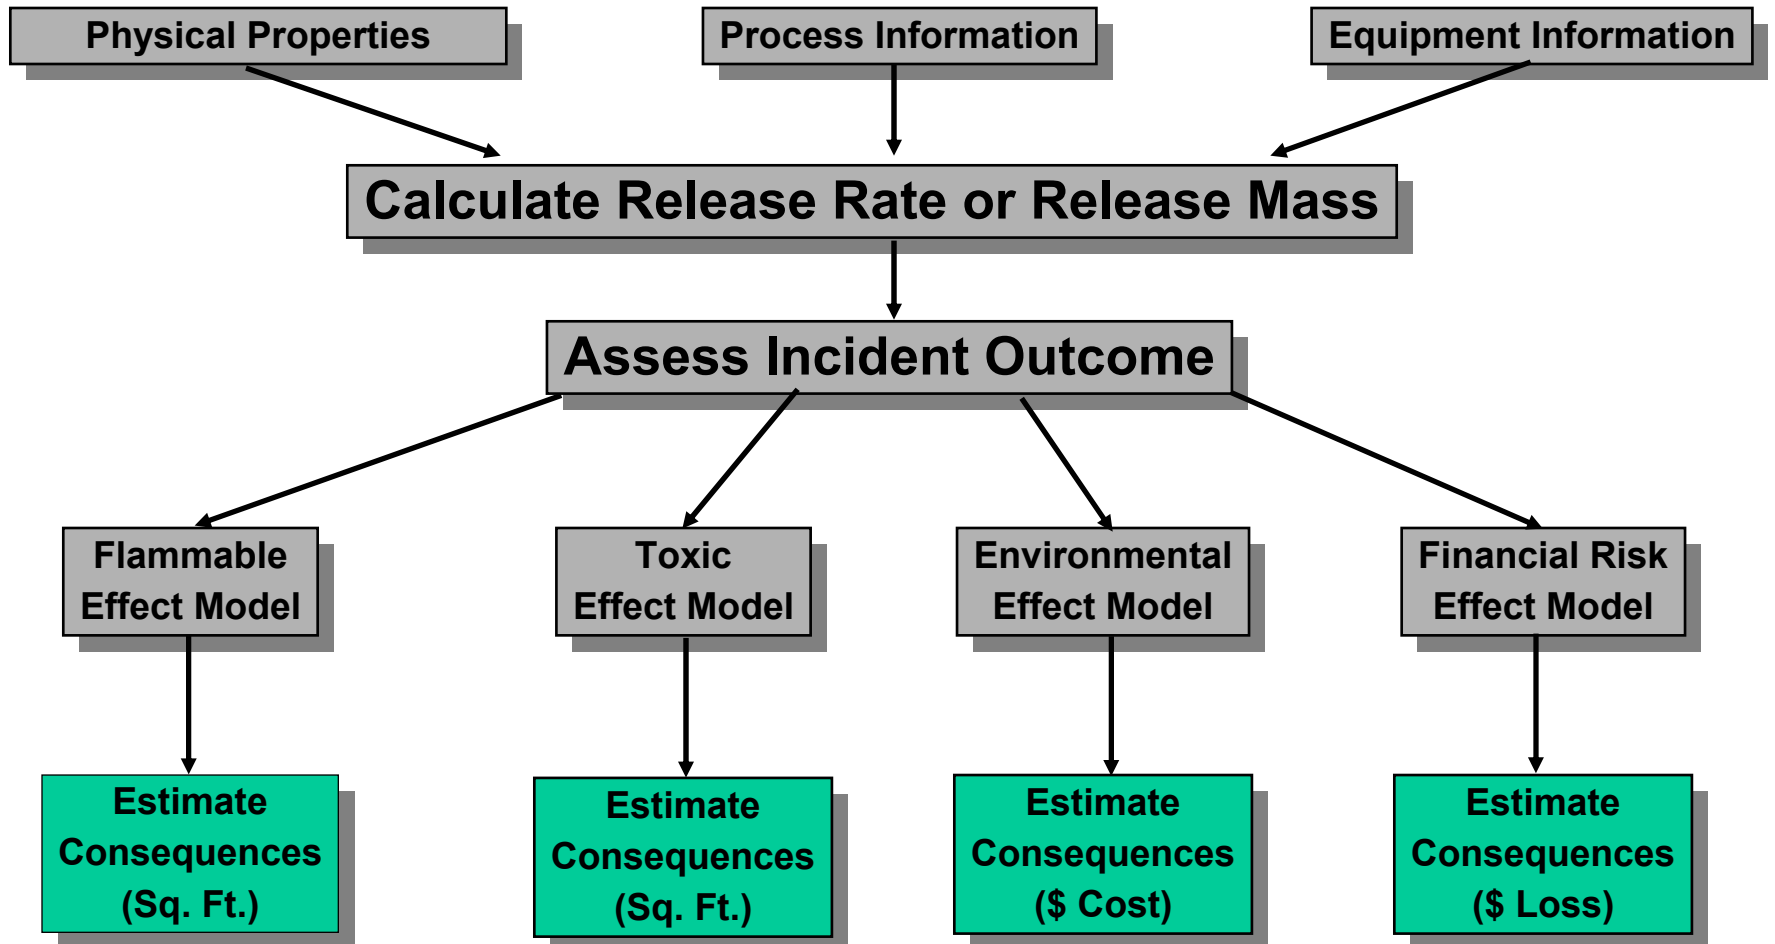 Physical Properties
Process Information
Equipment Information
Calculate Release Rate or Release Mass
Assess Incident Outcome
Flammable
Effect Model
Toxic
Effect Model
Environmental
Effect Model
Financial Risk
Effect Model
Estimate
Consequences
(Sq. Ft.)
Estimate
Consequences
(Sq. Ft.)
Estimate
Consequences
($ Cost)
Estimate
Consequences
($ Loss)